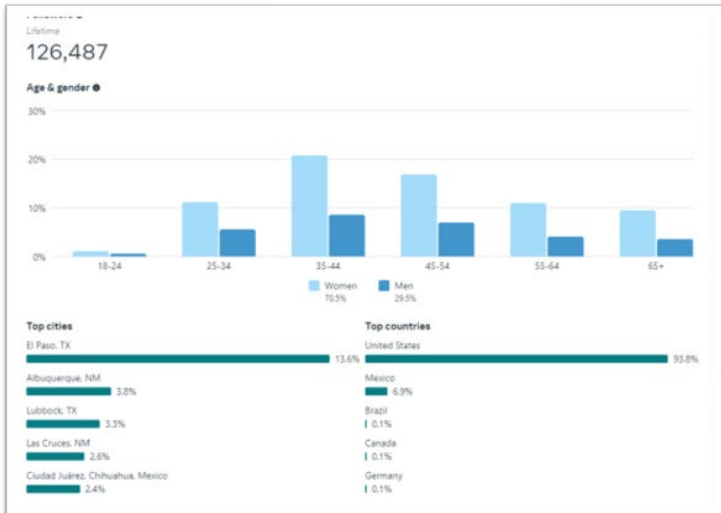 Lifetime
126,487
Age & gender
30%
20%
10%
0%
18-24 25-34 35-44 45-54 55-64 65+
Women Men
70.5% 29.5%
Top cities
El Paso, TX
13.6%
Albuquerque, NM
3.8%
Lubbock, TX
3.3%
Las Cruces, NM
2.6%
Ciudad Juárez, Chihuahua, Mexico
2.4%
Top countries
United States
93.8%
Mexico
6.9%
Brazil
0.1%
Canada
0.1%
Germany
0.1%